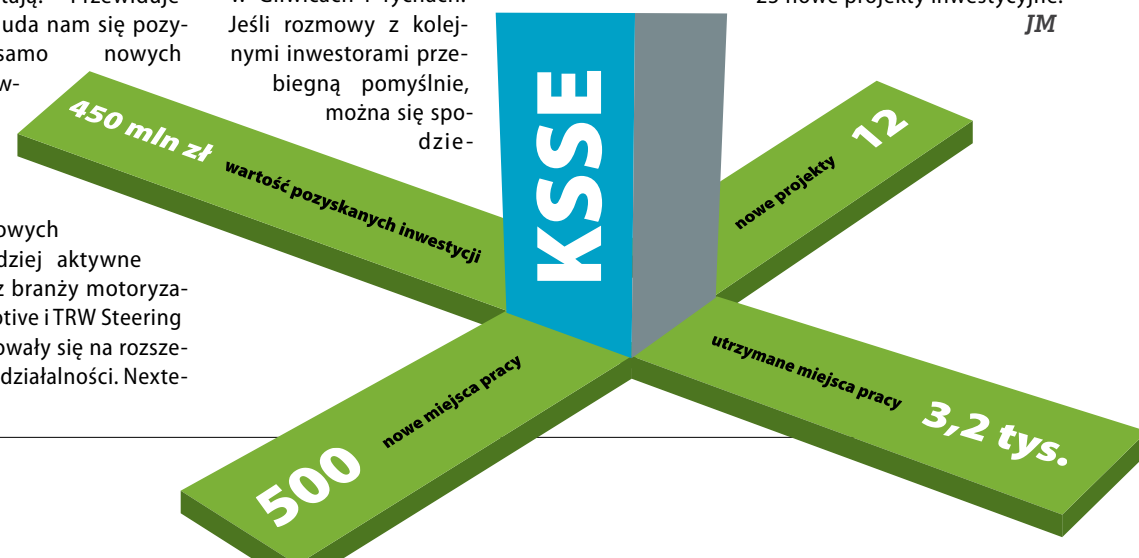 uda nam się pozy-
samo nowych
w-
owych
dziej aktywne
z branży motoryza-
otive i TRW Steering
owały się na rozsze-
działalności. Nexte-
w Gliwicach i Tychach.
Jeśli rozmowy z kolej-
nymi inwestorami prze-
biegną pomyślnie,
można się spo-
dzie-
nowe projekty inwestycyjne.
JM
450 mln zł wartość pozyskanych inwestycji
KSSE
nowe projekty 12
500 nowe miejsca pracy
utrzymane miejsca pracy 3,2 tys.